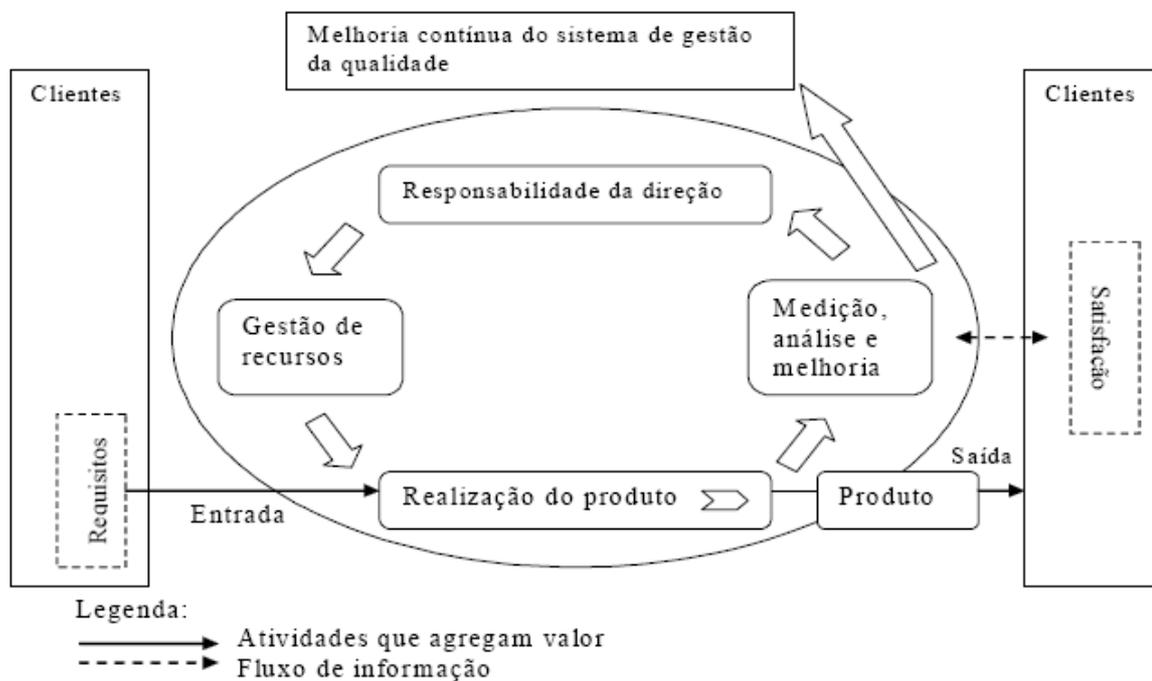 Melhoria contínua do sistema de gestão
da qualidade
Clientes
Clientes
Responsabilidade da direção
Gestão de
recursos
Medição,
análise e
melhoria
Satisfação
Requisitos
Entrada
Realização do produto
Produto
Saída
Legenda:
Atividades que agregam valor
Fluxo de informação